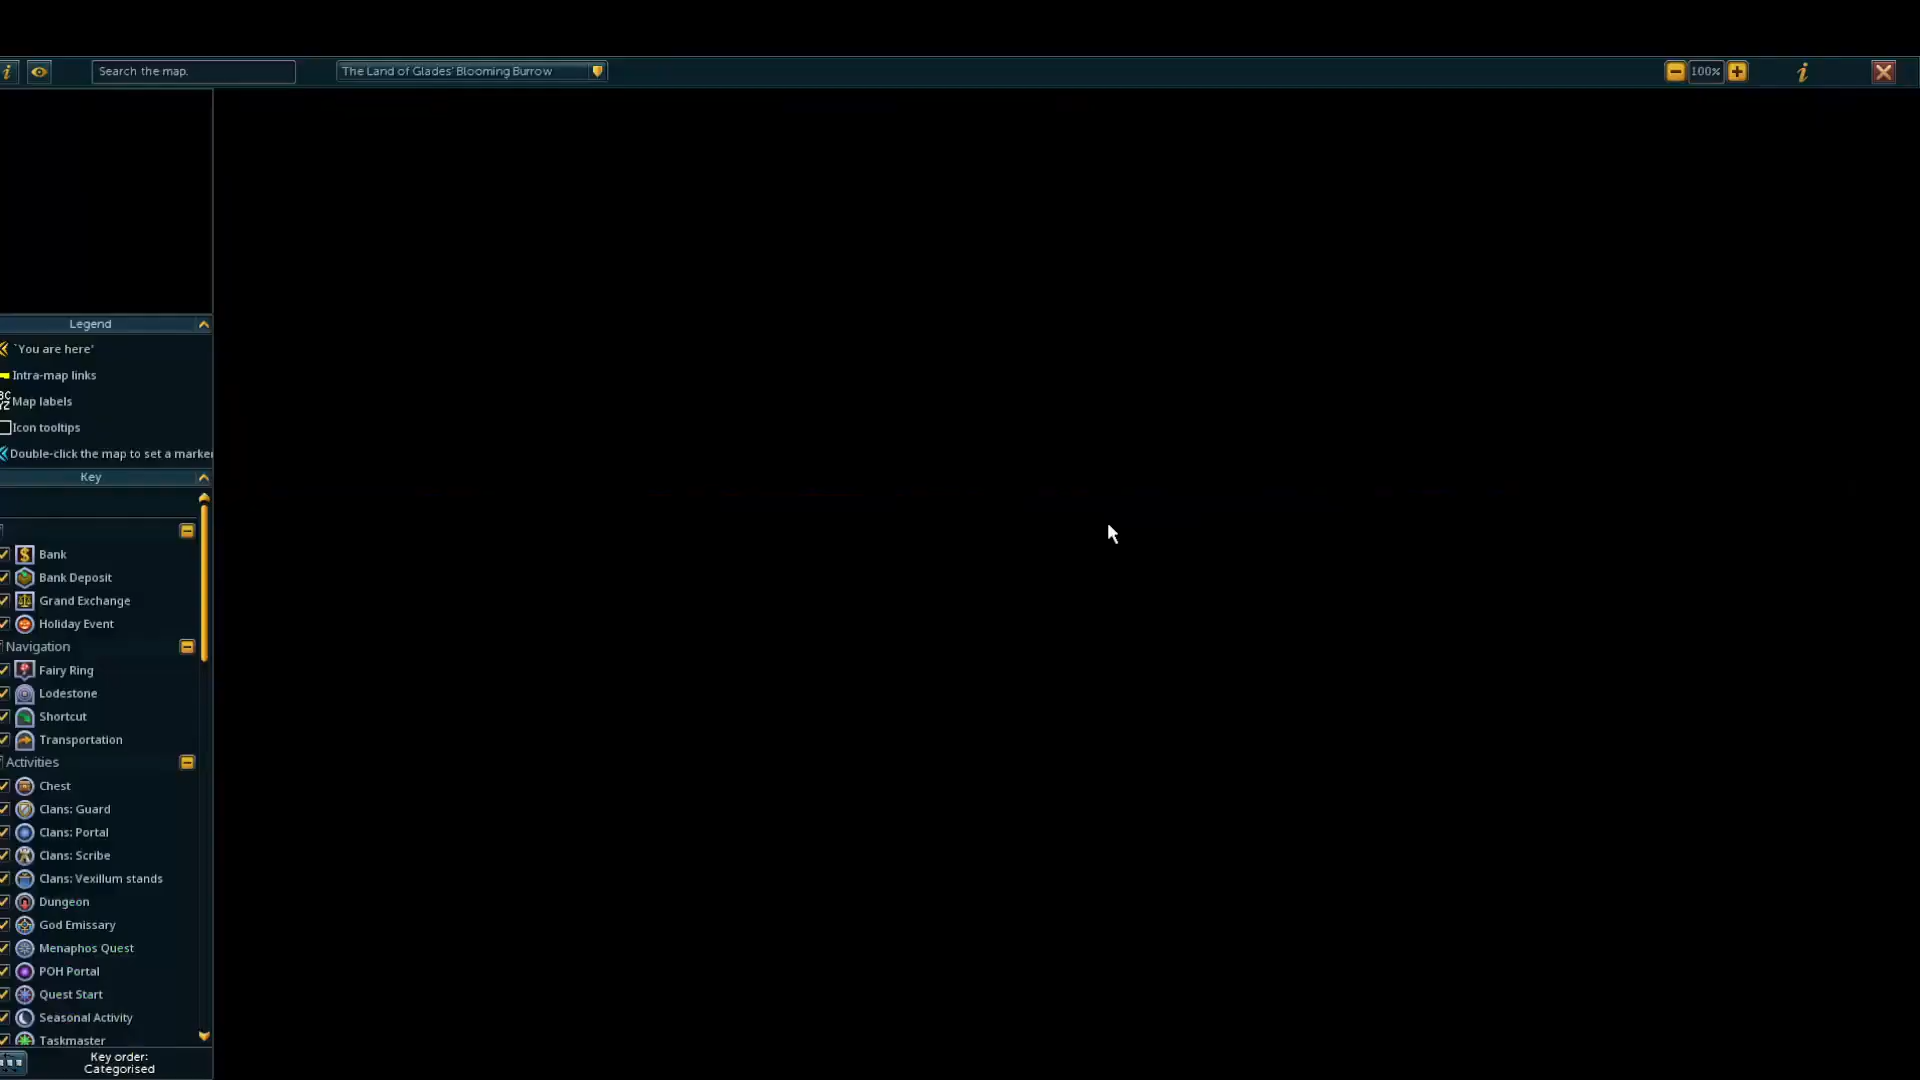 Search the map.
The Land of Glades' Blooming Burrow
100%
Legend
`You are here'
Intra-map links
Map labels
Icon tooltips
Double-click the map to set a marker
Key
Bank
Bank Deposit
Grand Exchange
Holiday Event
Navigation
Fairy Ring
Lodestone
Shortcut
Transportation
Activities
Chest
Clans: Guard
Clans: Portal
Clans: Scribe
Clans: Vexillum stands
Dungeon
God Emissary
Menaphos Quest
POH Portal
Quest Start
Seasonal Activity
Taskmaster
Key order:
Categorised